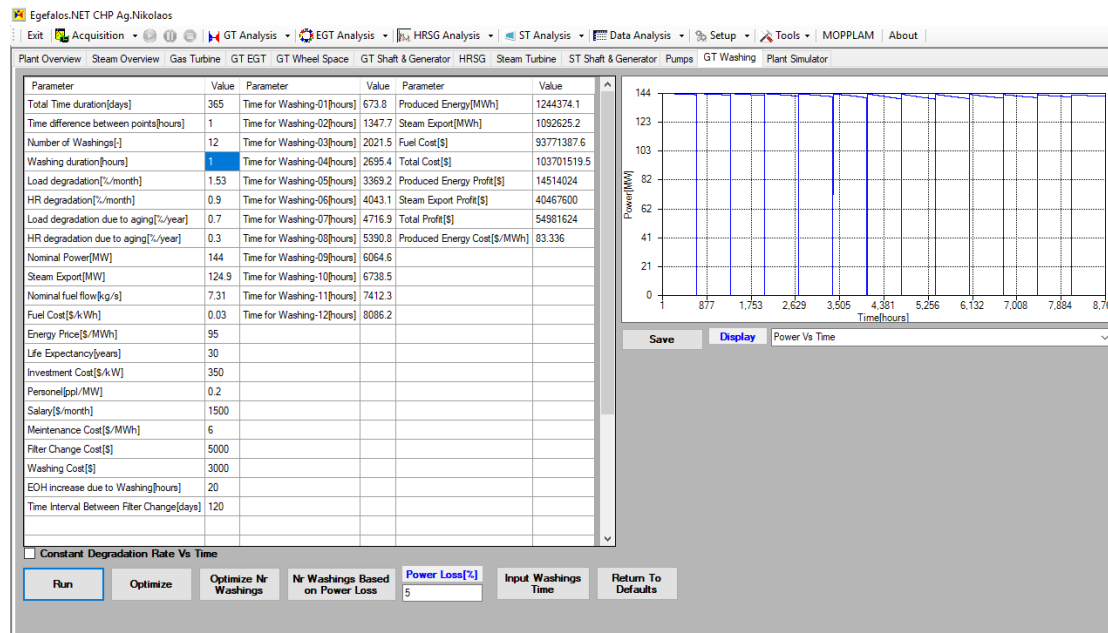 Egefalos.NET CHP Ag.Nikolaos
Exit Acquisition GT Analysis EGT Analysis HRSG Analysis ST Analysis Data Analysis Setup Tools MOPPLAM About
Plant Overview Steam Overview Gas Turbine GT EGT GT Wheel Space GT Shaft & Generator HRSG Steam Turbine ST Shaft & Generator Pumps GT Washing Plant Simulator
Parameter Value Parameter Value Parameter Value
Total Time duration[days] 365 Time for Washing-01[hours] 673.8 Produced Energy[MWh] 1244374.1
Time difference between points[hours] 1 Time for Washing-02[hours] 1347.7 Steam Export[MWh] 1092625.2
Number of Washings[-] 12 Time for Washing-03[hours] 2021.5 Fuel Cost[$] 93771387.6
Washing duration[hours] 1 Time for Washing-04[hours] 2695.4 Total Cost[$] 103701519.5
Load degradation[%/month] 1.53 Time for Washing-05[hours] 3369.2 Produced Energy Profit[$] 14514024
HR degradation[%/month] 0.9 Time for Washing-06[hours] 4043.1 Steam Export Profit[$] 40467600
Load degradation due to aging[%/year] 0.7 Time for Washing-07[hours] 4716.9 Total Profit[$] 54981624
HR degradation due to aging[%/year] 0.3 Time for Washing-08[hours] 5390.8 Produced Energy Cost[$/MWh] 83.336
Nominal Power[MW] 144 Time for Washing-09[hours] 6064.6
Steam Export[MW] 124.9 Time for Washing-10[hours] 6738.5
Nominal fuel flow[kg/s] 7.31 Time for Washing-11[hours] 7412.3
Fuel Cost[$/kWh] 0.03 Time for Washing-12[hours] 8086.2
Energy Price[$/MWh] 95
Life Expectancy[years] 30
Investment Cost[$/kW] 350
Personel[ppl/MW] 0.2
Salary[$/month] 1500
Meintenance Cost[$/MWh] 6
Filter Change Cost[$] 5000
Washing Cost[$] 3000
EOH increase due to Washing[hours] 20
Time Interval Between Filter Change[days] 120
Constant Degradation Rate Vs Time
Run Optimize Optimize Nr Washings Nr Washings Based on Power Loss Power Loss[%] 5 Input Washings Time Return To Defaults
144
123
103
82
62
41
21
0
Power[MW]
1 877 1,753 2,629 3,505 4,381 5,256 6,132 7,008 7,884 8,76
Time[hours]
Save Display Power Vs Time